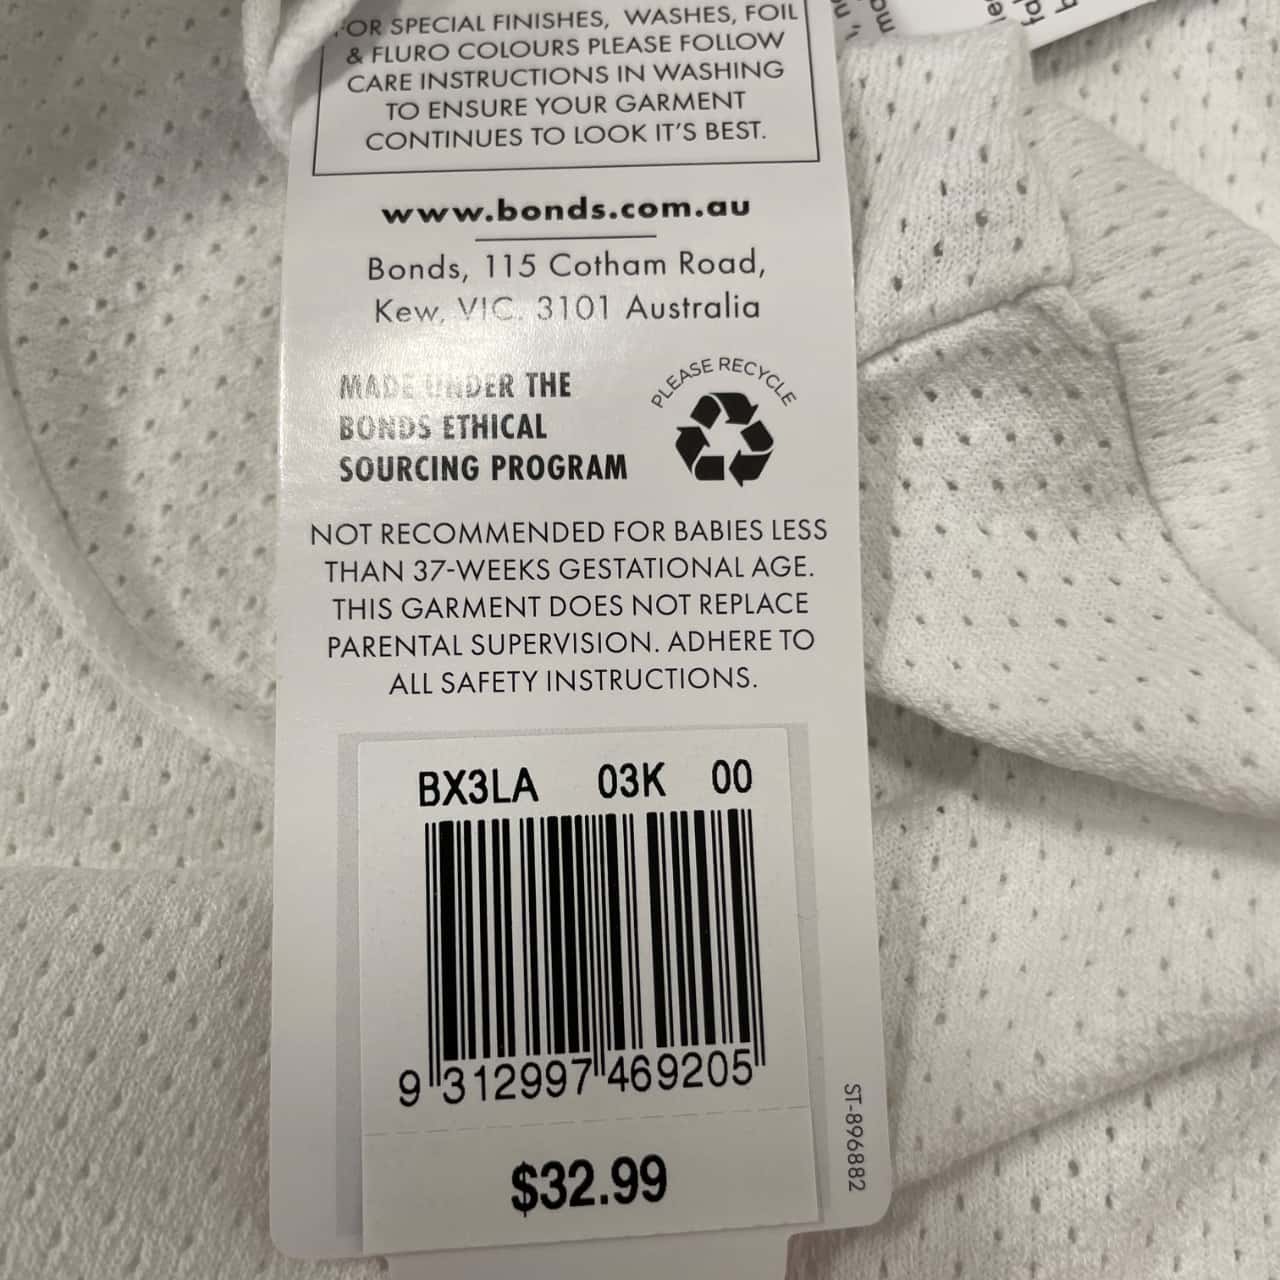 FOR SPECIAL FINISHES, WASHES, FOIL
& FLURO COLOURS PLEASE FOLLOW
CARE INSTRUCTIONS IN WASHING
TO ENSURE YOUR GARMENT
CONTINUES TO LOOK IT'S BEST.
www.bonds.com.au
Bonds, 115 Cotham Road,
Kew, VIC. 3101 Australia
MADE UNDER THE
BONDS ETHICAL
SOURCING PROGRAM
PLEASE RECYCLE
NOT RECOMMENDED FOR BABIES LESS
THAN 37-WEEKS GESTATIONAL AGE.
THIS GARMENT DOES NOT REPLACE
PARENTAL SUPERVISION. ADHERE TO
ALL SAFETY INSTRUCTIONS.
BX3LA 03K 00
9 312997 469205
$32.99
ST-896882